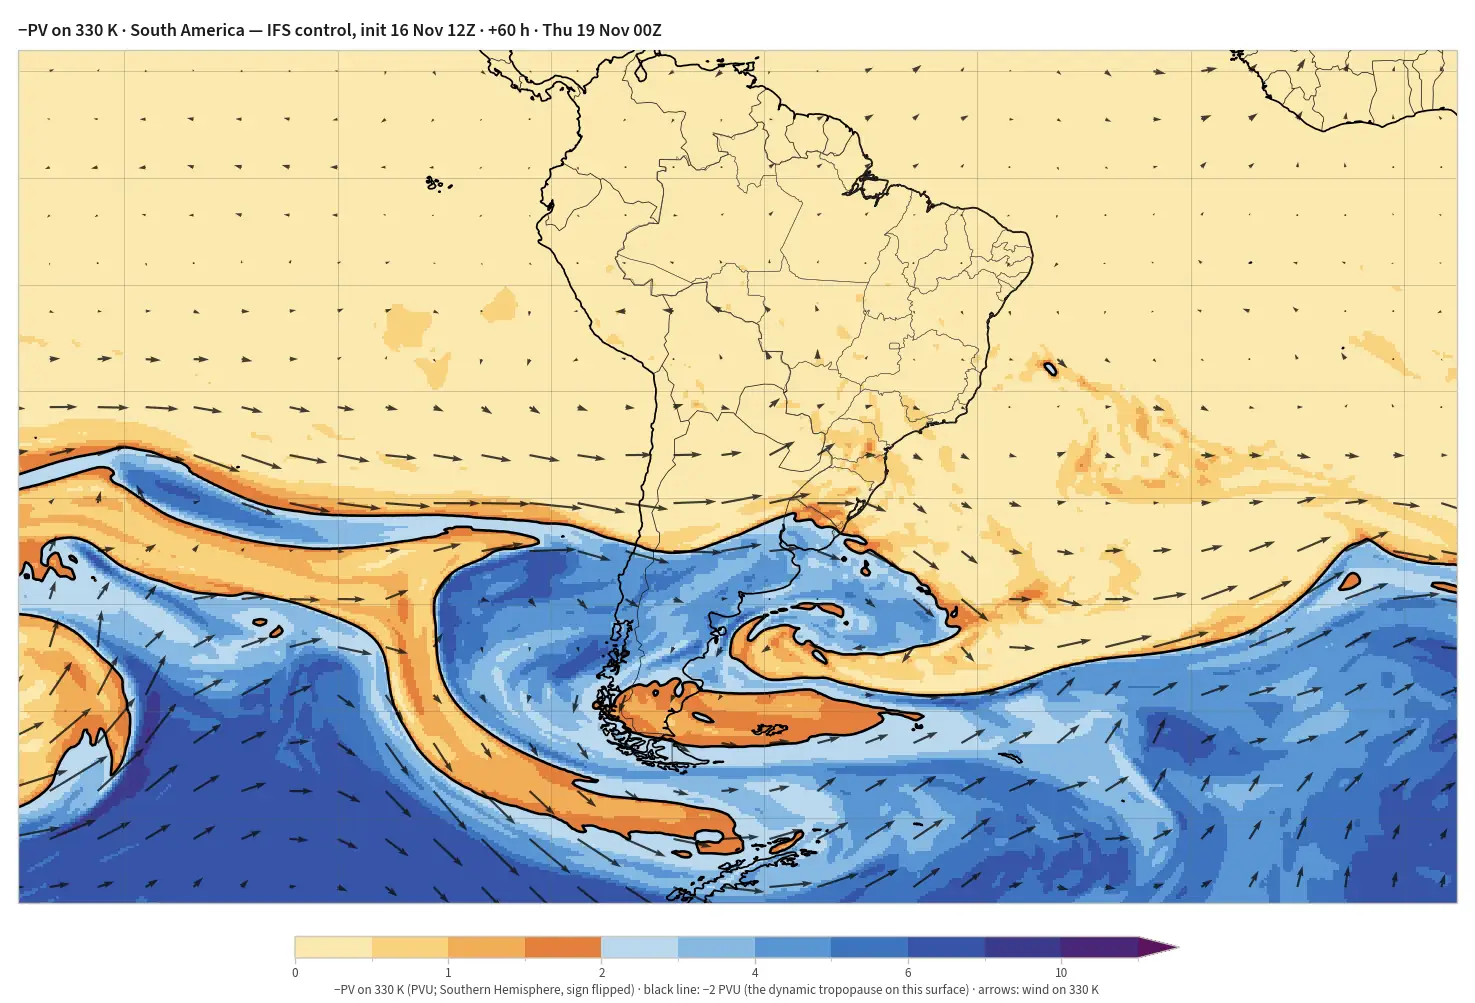 −PV on 330 K · South America — IFS control, init 16 Nov 12Z · +60 h · Thu 19 Nov 00Z
0 1 2 4 6 10
−PV on 330 K (PVU; Southern Hemisphere, sign flipped) · black line: −2 PVU (the dynamic tropopause on this surface) · arrows: wind on 330 K